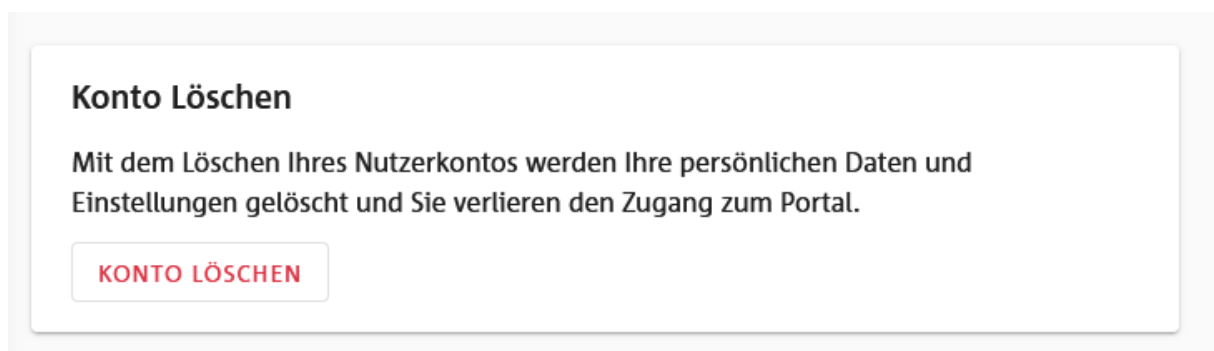 Konto Löschen
Mit dem Löschen Ihres Nutzerkontos werden Ihre persönlichen Daten und
Einstellungen gelöscht und Sie verlieren den Zugang zum Portal.
KONTO LÖSCHEN